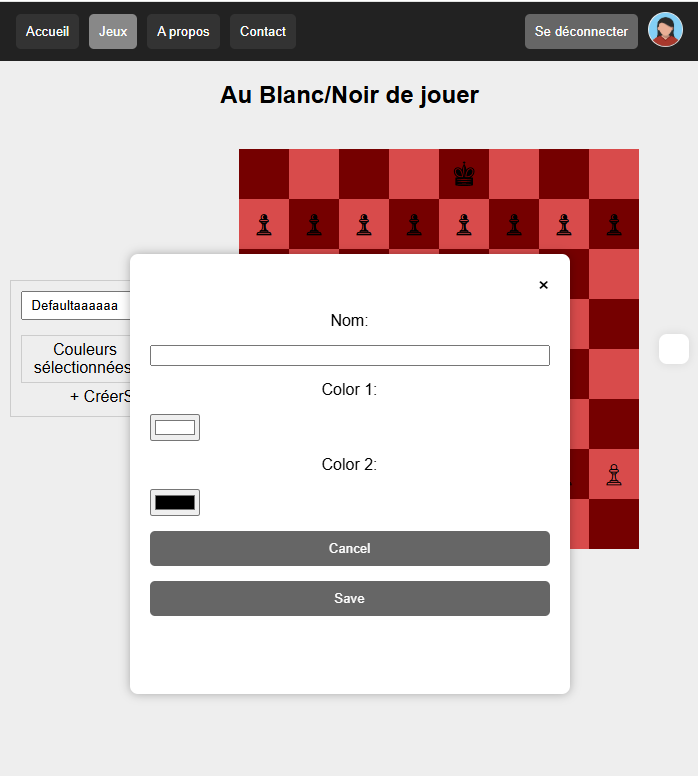 Accueil Jeux A propos Contact Se déconnecter
Au Blanc/Noir de jouer
×
Nom:
Defaultaaaaaa
Couleurs
sélectionnées
+ CréerS
Color 1:
Color 2:
Cancel
Save